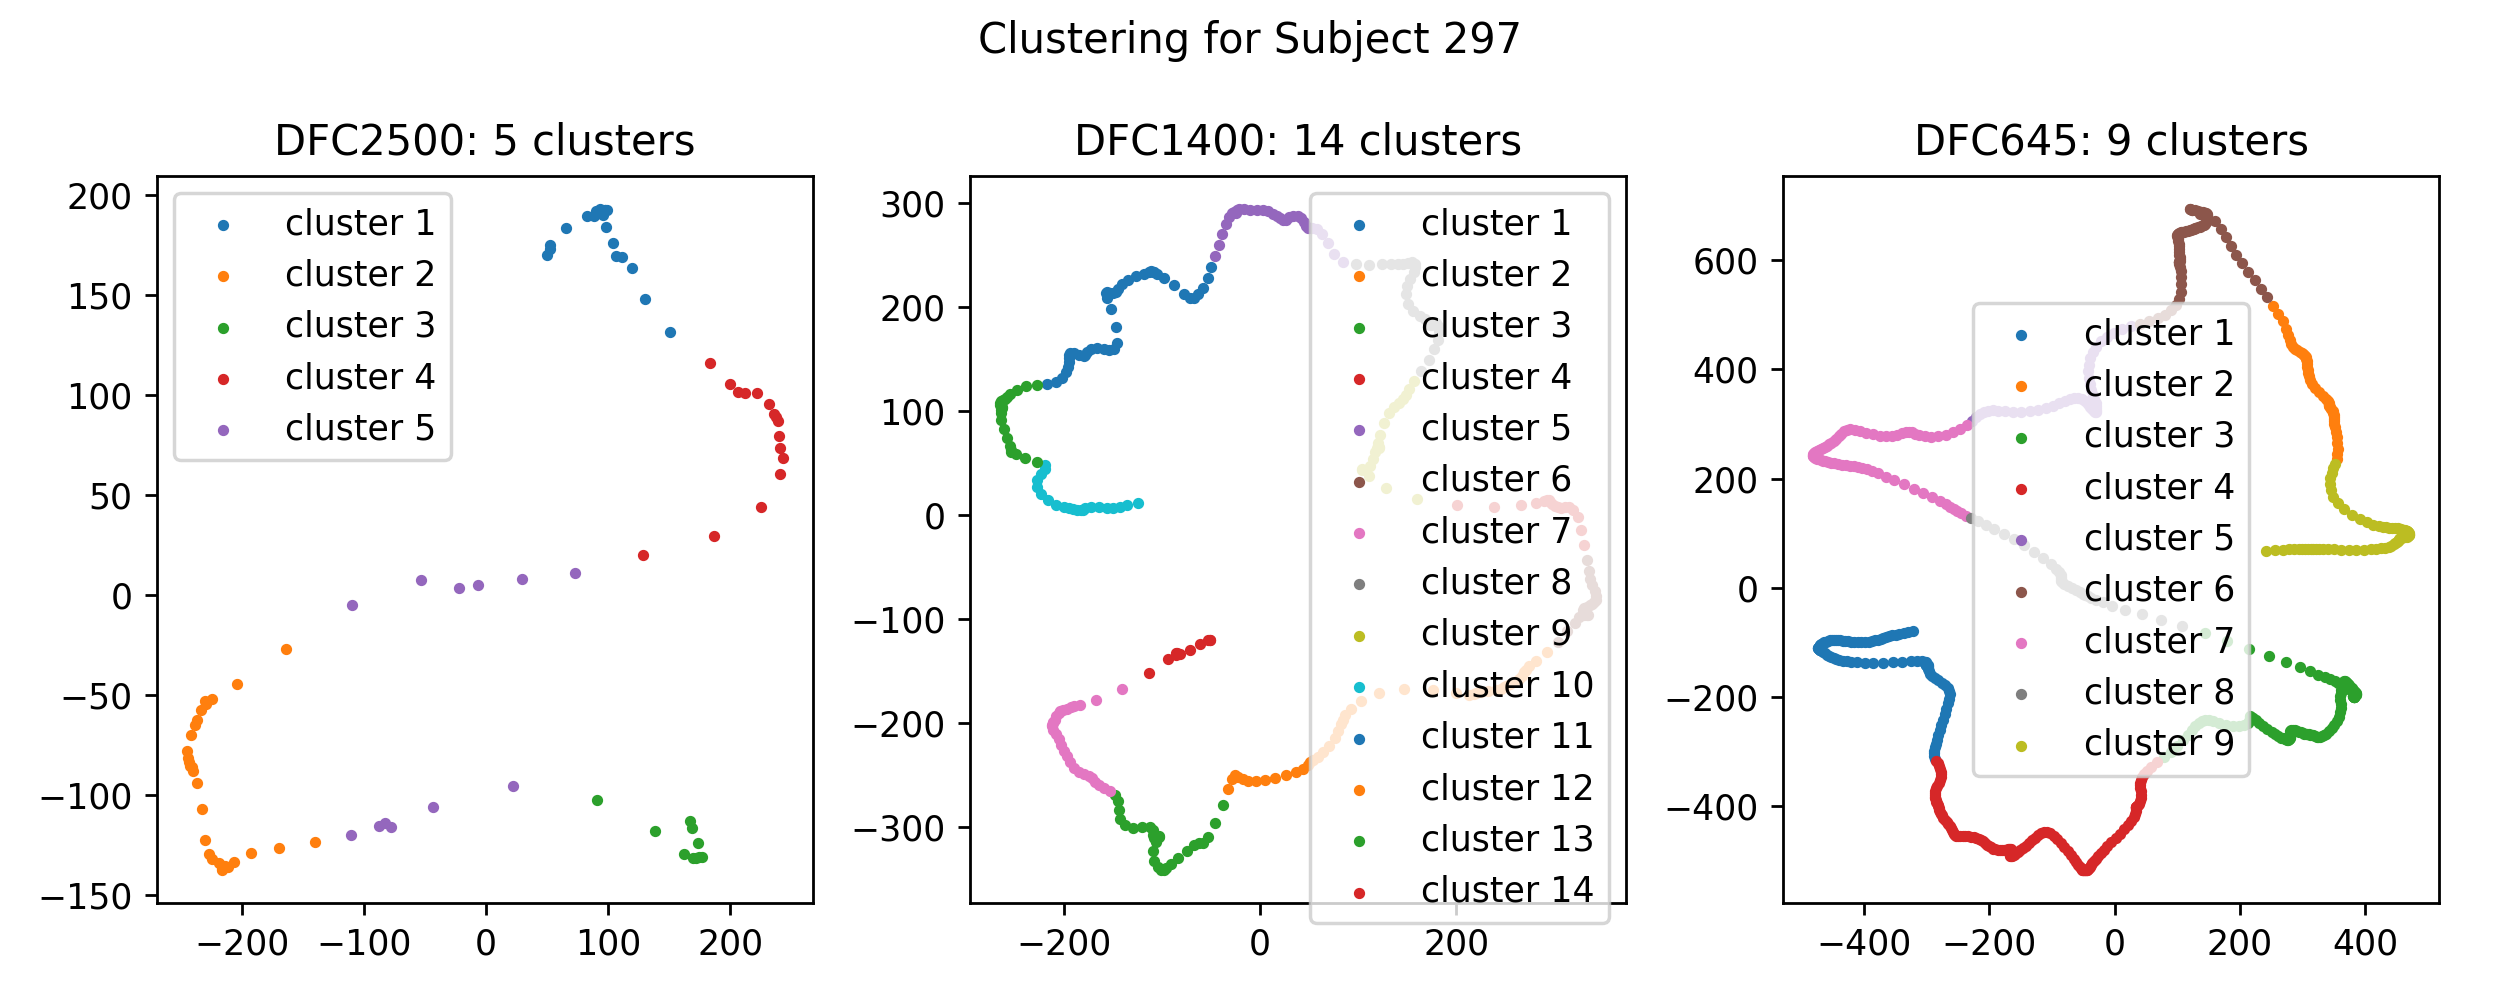 Clustering for Subject 297
DFC2500: 5 clusters
200
150
100
50
0
−50
−100
−150
−200
−100
0
100
200
cluster 1
cluster 2
cluster 3
cluster 4
cluster 5
DFC1400: 14 clusters
300
200
100
0
−100
−200
−300
−200
0
200
cluster 1
cluster 2
cluster 3
cluster 4
cluster 5
cluster 6
cluster 7
cluster 8
cluster 9
cluster 10
cluster 11
cluster 12
cluster 13
cluster 14
DFC645: 9 clusters
600
400
200
0
−200
−400
−400
−200
0
200
400
cluster 1
cluster 2
cluster 3
cluster 4
cluster 5
cluster 6
cluster 7
cluster 8
cluster 9